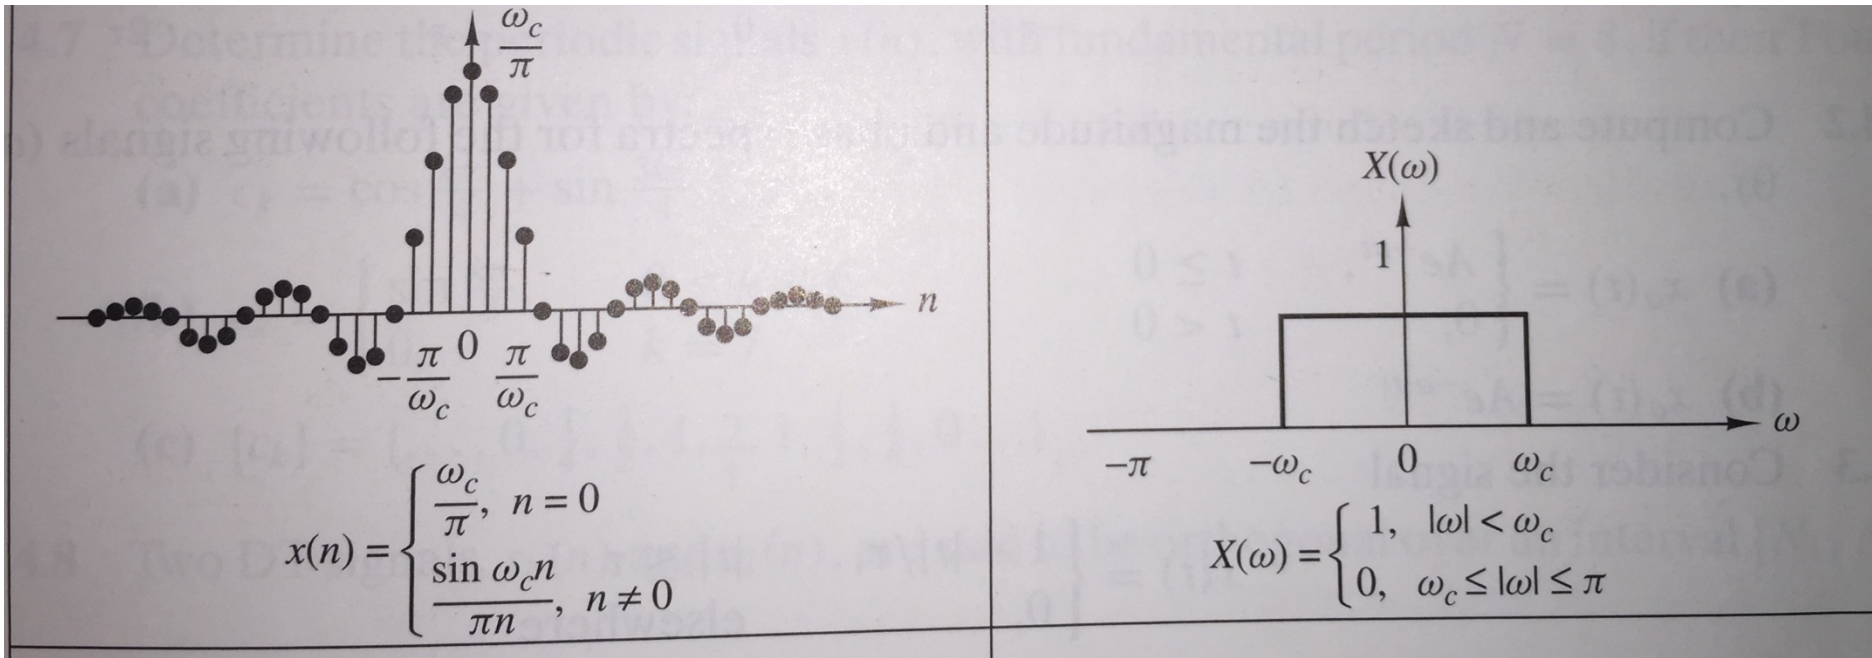 ω_c/π
n
-π/ω_c 0 π/ω_c
x(n) = { ω_c/π, n = 0
sin ω_c n/πn, n ≠ 0
X(ω)
1
ω
-π -ω_c 0 ω_c
X(ω) = { 1, |ω| < ω_c
0, ω_c ≤ |ω| ≤ π